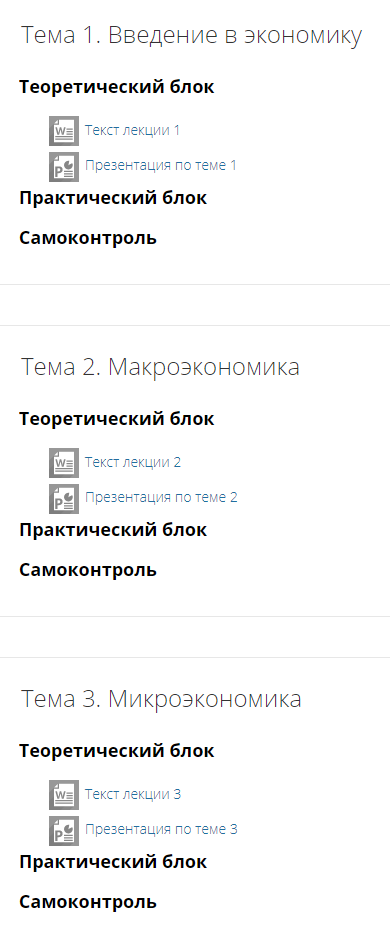 Тема 1. Введение в экономику
Теоретический блок
Текст лекции 1
Презентация по теме 1
Практический блок
Самоконтроль
Тема 2. Макроэкономика
Теоретический блок
Текст лекции 2
Презентация по теме 2
Практический блок
Самоконтроль
Тема 3. Микроэкономика
Теоретический блок
Текст лекции 3
Презентация по теме 3
Практический блок
Самоконтроль